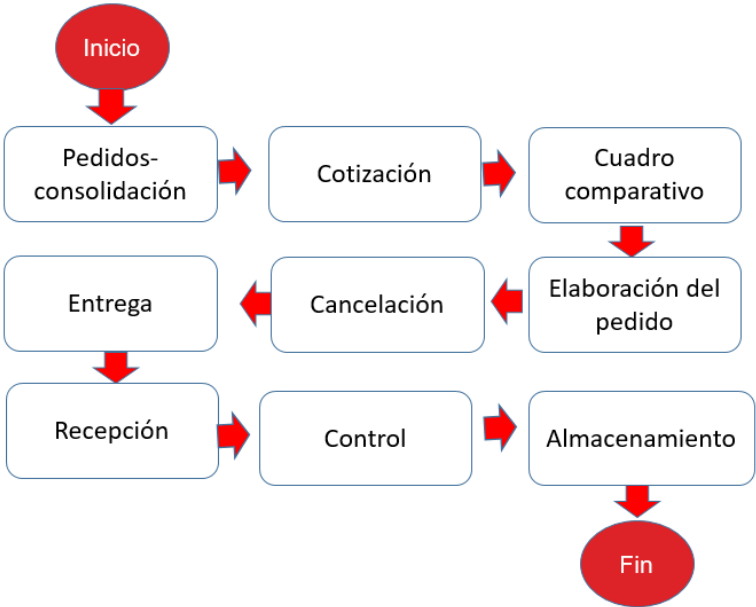 Inicio
Pedidos-
consolidación
Cotización
Cuadro
comparativo
Elaboración del
pedido
Cancelación
Entrega
Recepción
Control
Almacenamiento
Fin